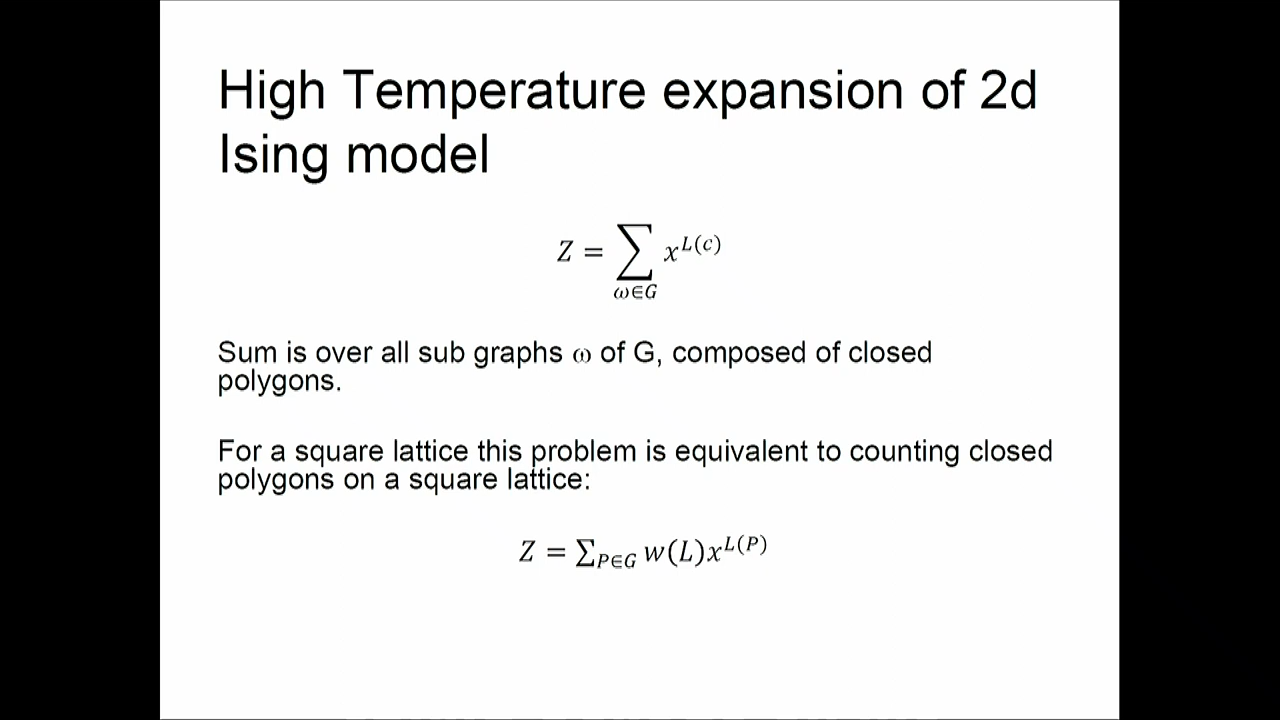 High Temperature expansion of 2d
Ising model
Z = ∑_{ω∈G} x^{L(c)}
Sum is over all sub graphs ω of G, composed of closed
polygons.
For a square lattice this problem is equivalent to counting closed
polygons on a square lattice:
Z = ∑_{P∈G} w(L)x^{L(P)}